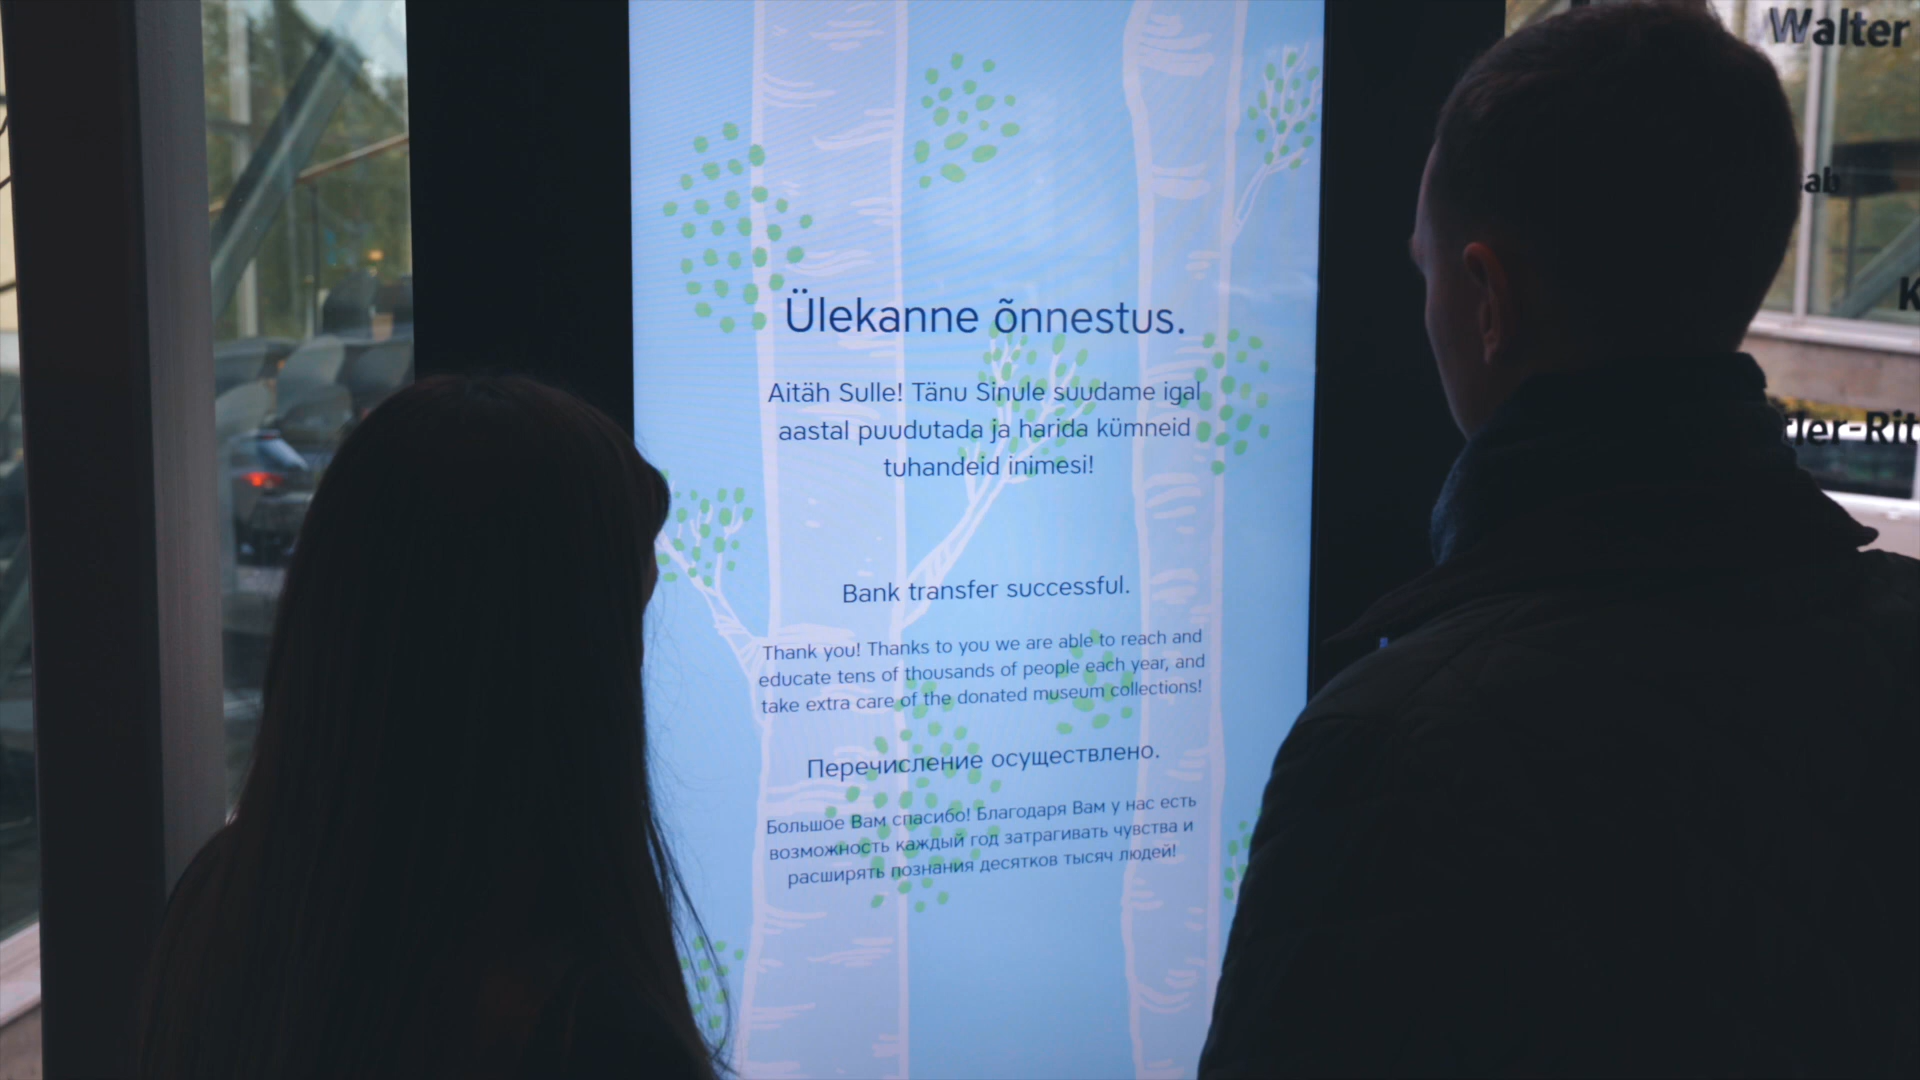 Ülekanne õnnestus.
Aitäh Sulle! Tänu Sinule suudame igal
aastal puudutada ja harida kümneid
tuhandeid inimesi!
Bank transfer successful.
Thank you! Thanks to you we are able to reach and
educate tens of thousands of people each year, and
take extra care of the donated museum collections!
Перечисление осуществлено.
Большое Вам спасибо! Благодаря Вам у нас есть
возможность каждый год затрагивать чувства и
расширять познания десятков тысяч людей!
Walter